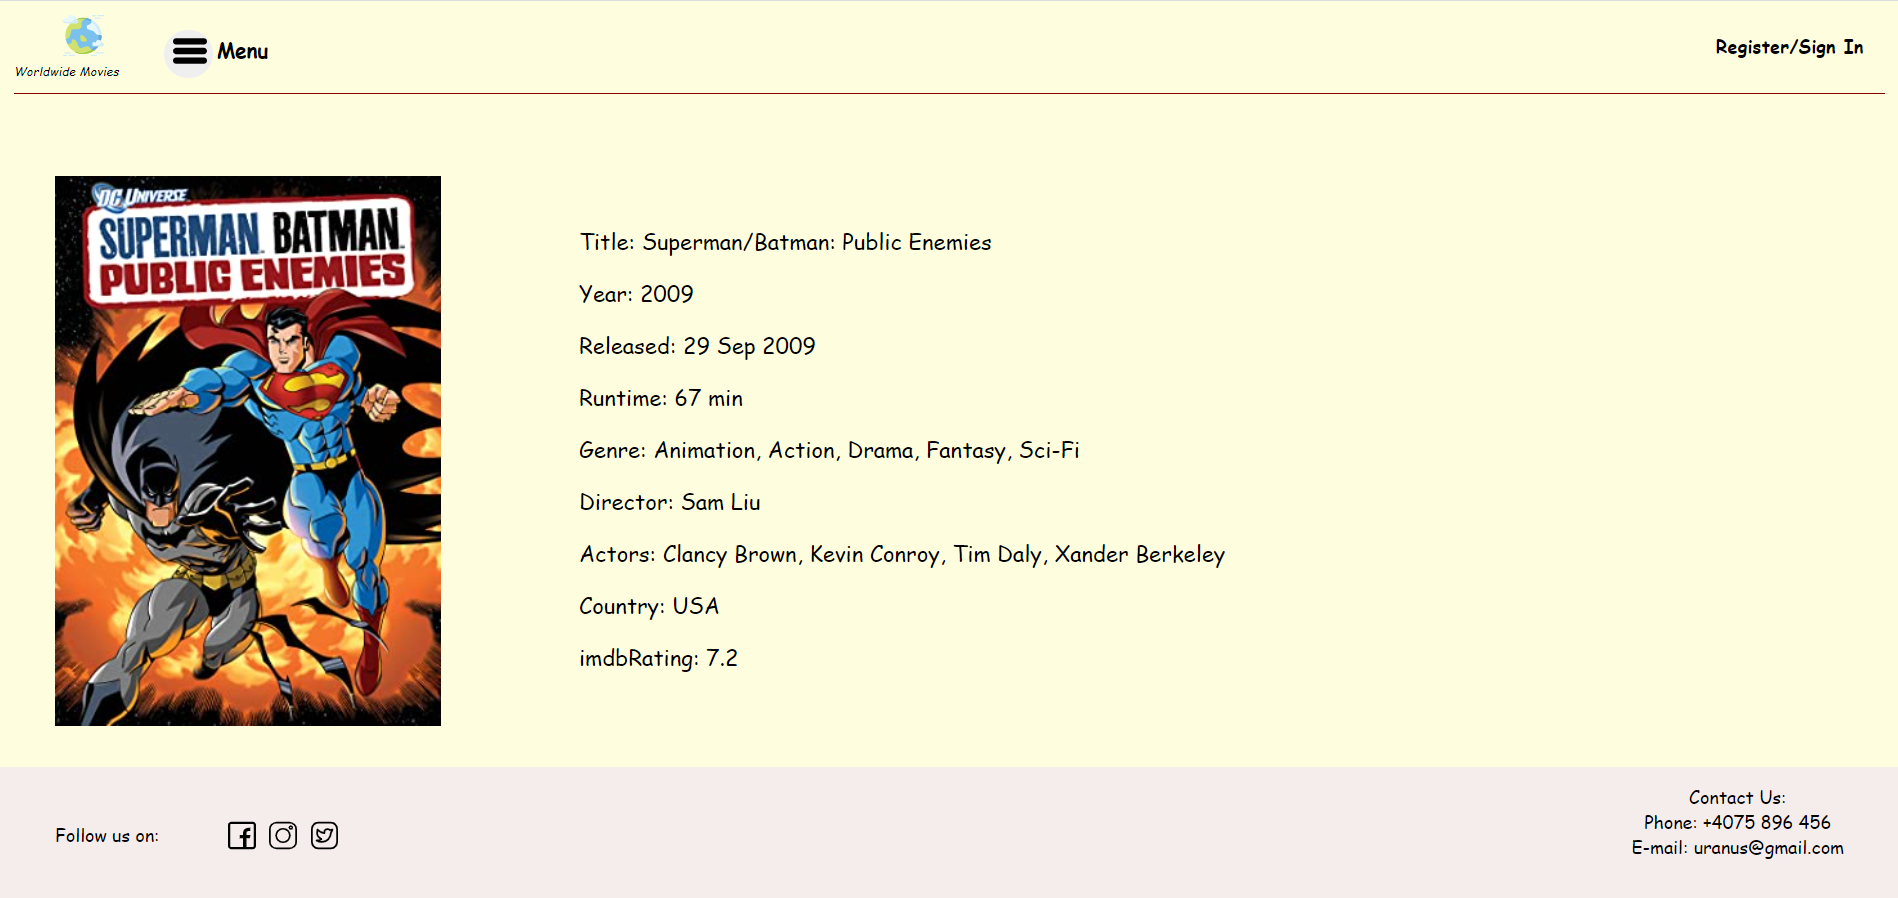 Worldwide Movies
Menu
Register/Sign In
DC UNIVERSE
SUPERMAN BATMAN
PUBLIC ENEMIES
Title: Superman/Batman: Public Enemies
Year: 2009
Released: 29 Sep 2009
Runtime: 67 min
Genre: Animation, Action, Drama, Fantasy, Sci-Fi
Director: Sam Liu
Actors: Clancy Brown, Kevin Conroy, Tim Daly, Xander Berkeley
Country: USA
imdbRating: 7.2
Follow us on:
Contact Us:
Phone: +4075 896 456
E-mail: uranus@gmail.com